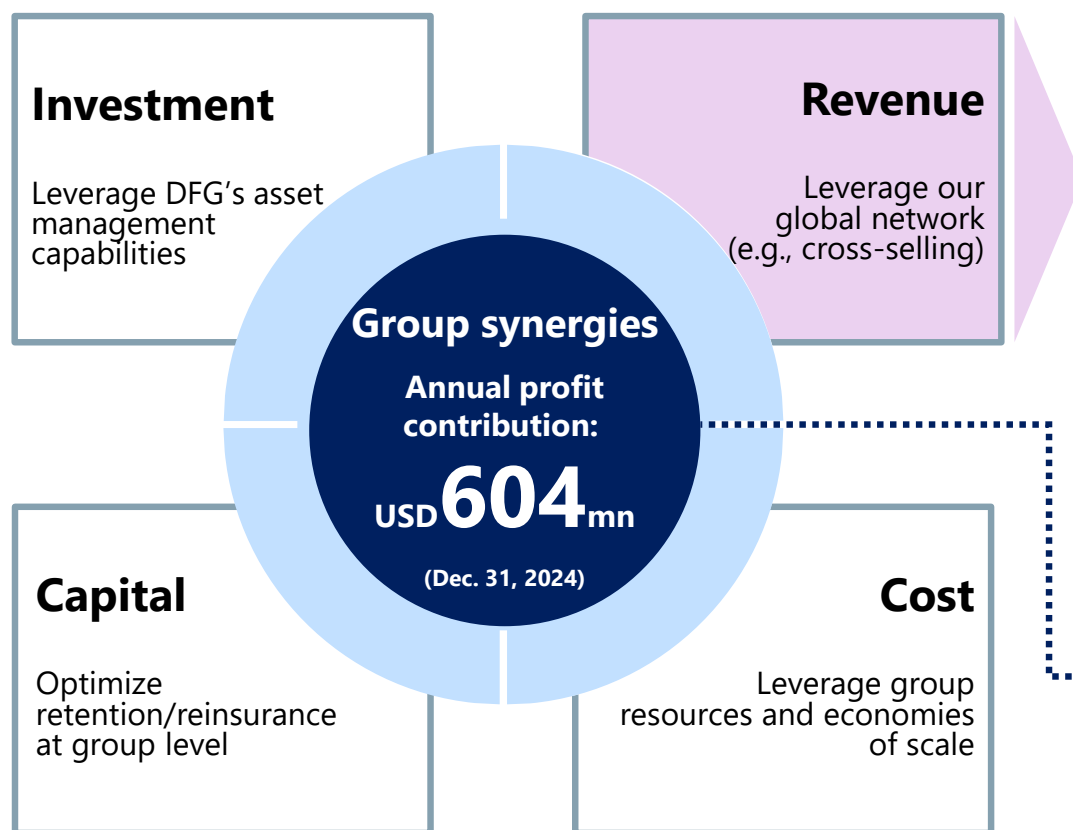 Investment
Leverage DFG's asset
management
capabilities
Revenue
Leverage our
global network
(e.g., cross-selling)
Group synergies
Annual profit
contribution:
USD604mn
(Dec. 31, 2024)
Capital
Optimize
retention/reinsurance
at group level
Cost
Leverage group
resources and economies
of scale